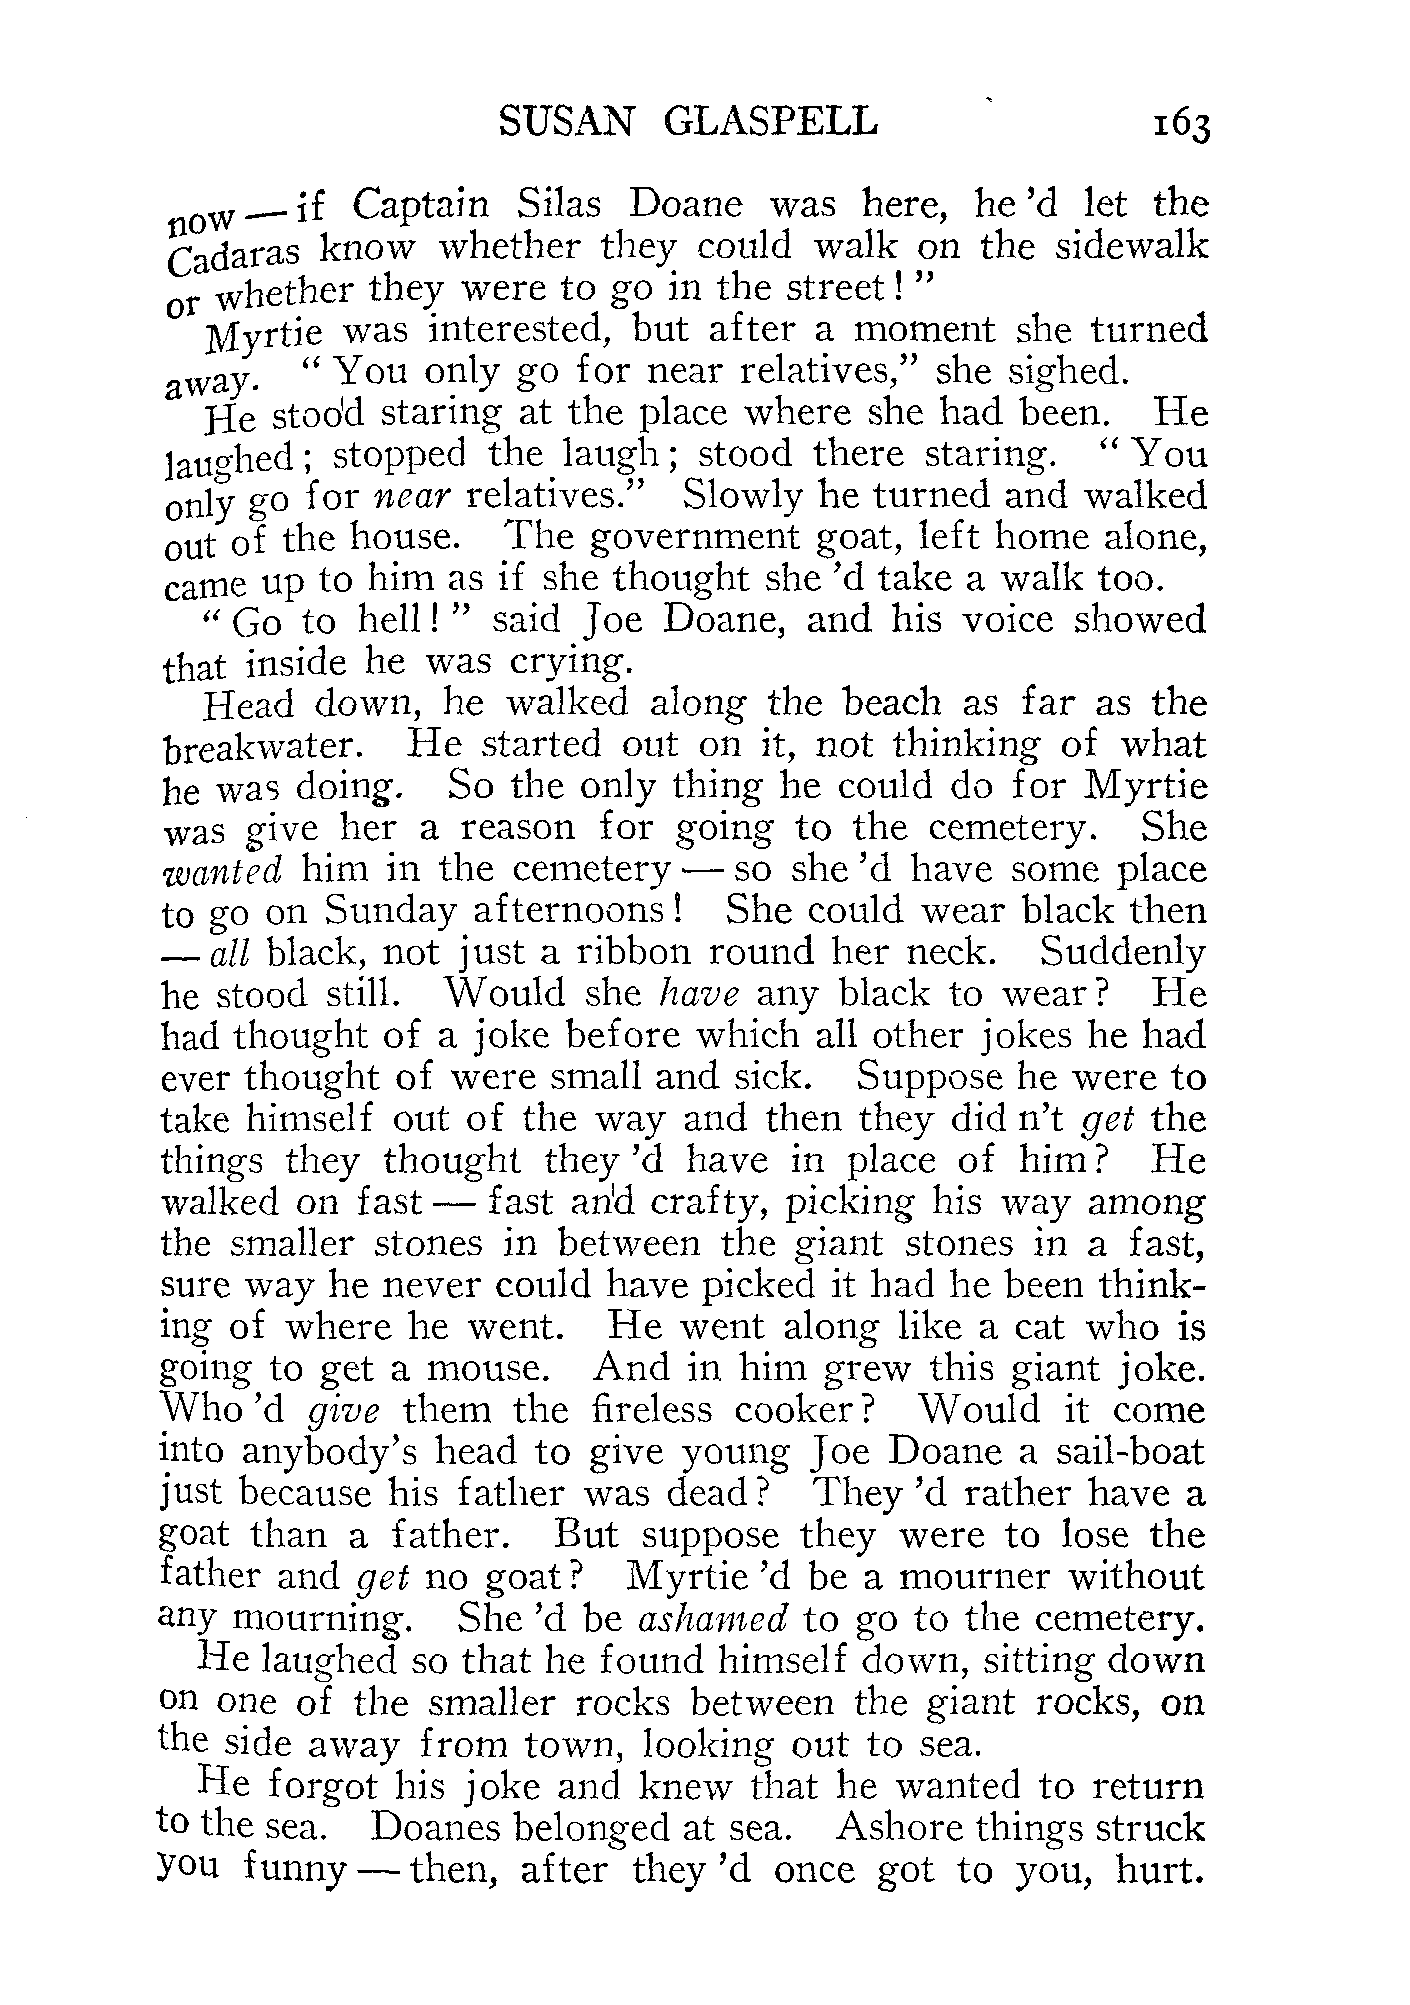 SUSAN GLASPELL 163
now — if Captain Silas Doane was here, he 'd let the
Cadaras know whether they could walk on the sidewalk
or whether they were to go in the street! "
Myrtie was interested, but after a moment she turned
away. " You only go for near relatives," she sighed.
He stood staring at the place where she had been. He
laughed; stopped the laugh; stood there staring. " You
only go for near relatives." Slowly he turned and walked
out of the house. The government goat, left home alone,
came up to him as if she thought she 'd take a walk too.
" Go to hell! " said Joe Doane, and his voice showed
that inside he was crying.
Head down, he walked along the beach as far as the
breakwater. He started out on it, not thinking of what
he was doing. So the only thing he could do for Myrtie
was give her a reason for going to the cemetery. She
wanted him in the cemetery — so she 'd have some place
to go on Sunday afternoons! She could wear black then
— all black, not just a ribbon round her neck. Suddenly
he stood still. Would she have any black to wear? He
had thought of a joke before which all other jokes he had
ever thought of were small and sick. Suppose he were to
take himself out of the way and then they did n't get the
things they thought they 'd have in place of him? He
walked on fast — fast and crafty, picking his way among
the smaller stones in between the giant stones in a fast,
sure way he never could have picked it had he been think-
ing of where he went. He went along like a cat who is
going to get a mouse. And in him grew this giant joke.
Who 'd give them the fireless cooker? Would it come
into anybody's head to give young Joe Doane a sail-boat
just because his father was dead? They 'd rather have a
goat than a father. But suppose they were to lose the
father and get no goat? Myrtie 'd be a mourner without
any mourning. She 'd be ashamed to go to the cemetery.
He laughed so that he found himself down, sitting down
on one of the smaller rocks between the giant rocks, on
the side away from town, looking out to sea.
He forgot his joke and knew that he wanted to return
to the sea. Doanes belonged at sea. Ashore things struck
you funny — then, after they 'd once got to you, hurt.